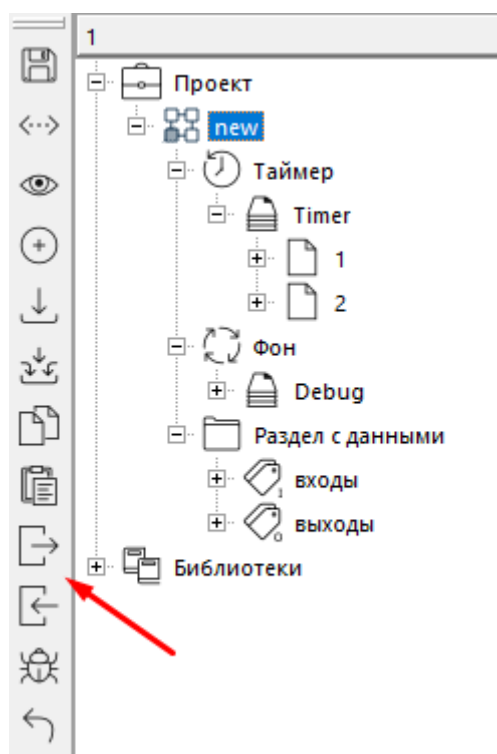 1
Проект
new
Таймер
Timer
1
2
Фон
Debug
Раздел с данными
входы
выходы
Библиотеки